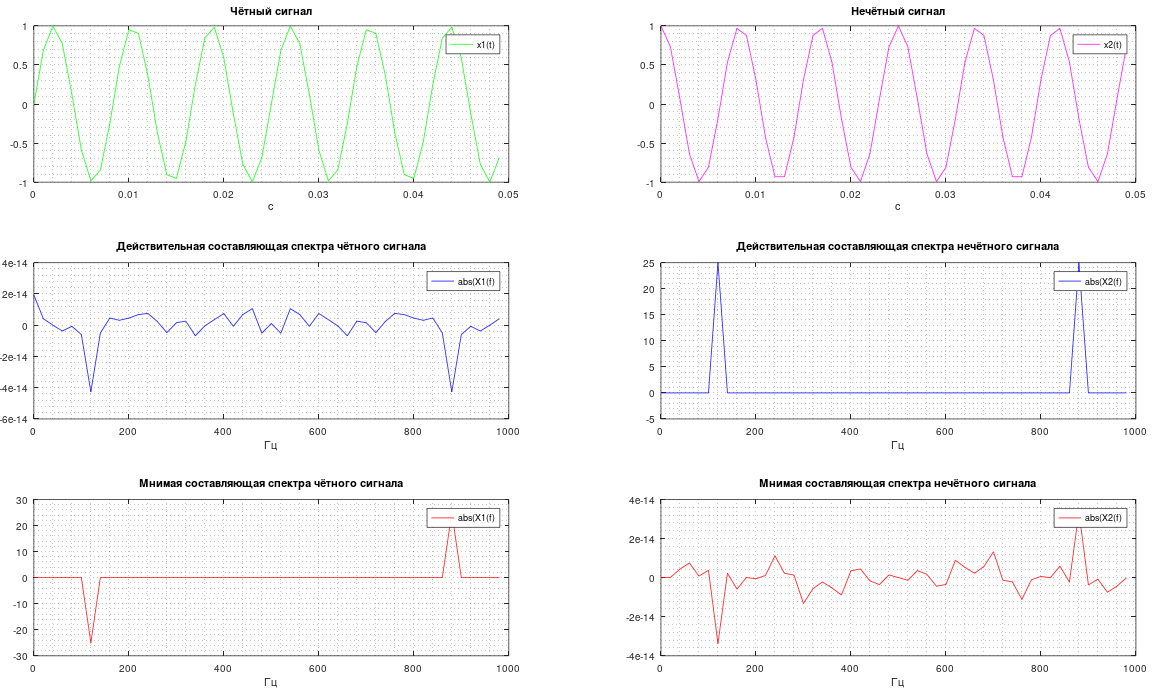 Чётный сигнал
Нечётный сигнал
1
0.5
0
-0.5
-1
x1(t)
0 0.01 0.02 0.03 0.04 0.05
с
1
0.5
0
-0.5
-1
x2(t)
0 0.01 0.02 0.03 0.04 0.05
с
Действительная составляющая спектра чётного сигнала
Действительная составляющая спектра нечётного сигнала
4e-14
2e-14
0
-2e-14
-4e-14
-6e-14
abs(X1(f)
0 200 400 600 800 1000
Гц
25
20
15
10
5
0
-5
abs(X2(f)
0 200 400 600 800 1000
Гц
Мнимая составляющая спектра чётного сигнала
Мнимая составляющая спектра нечётного сигнала
30
20
10
0
-10
-20
-30
abs(X1(f)
0 200 400 600 800 1000
Гц
4e-14
2e-14
0
-2e-14
-4e-14
abs(X2(f)
0 200 400 600 800 1000
Гц